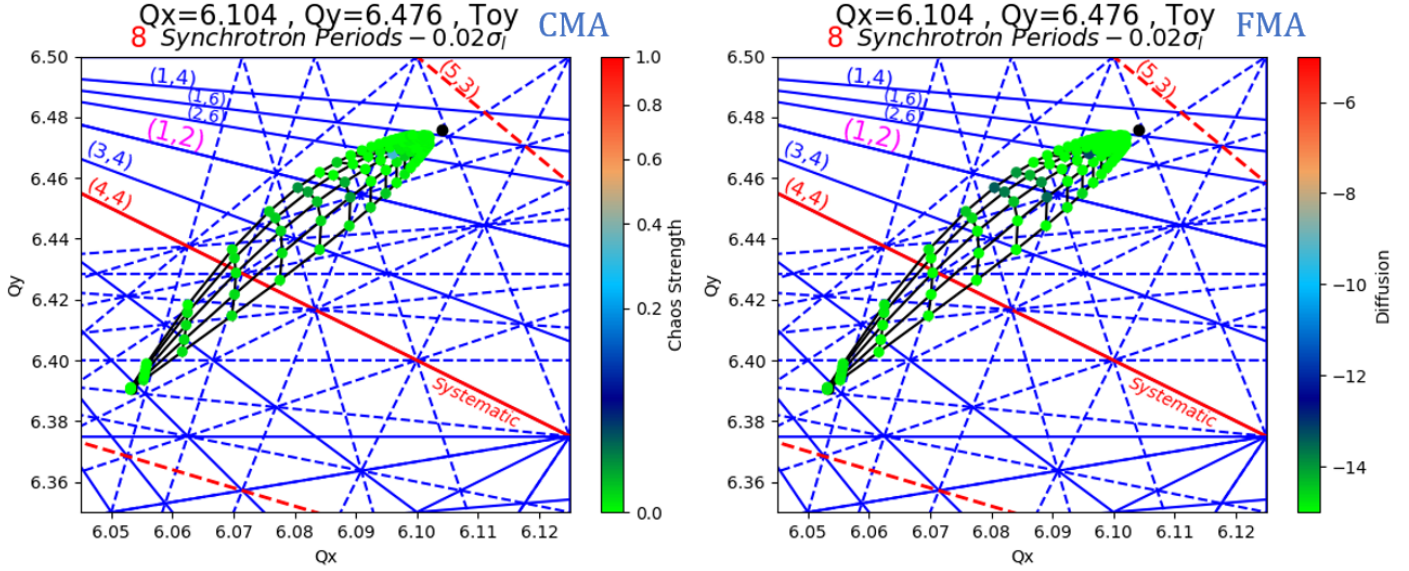 Qx=6.104 , Qy=6.476 , Toy
8 Synchrotron Periods − 0.02σ_l CMA
6.50
6.48
6.46
6.44
6.42
6.40
6.38
6.36
Qy
(1,4)
(1,6)
(2,6)
(1,2)
(3,4)
(4,4)
(5,3)
Systematic
6.05 6.06 6.07 6.08 6.09 6.10 6.11 6.12
Qx
1.0
0.8
0.6
0.4
0.2
0.0
Chaos Strength
Qx=6.104 , Qy=6.476 , Toy
8 Synchrotron Periods − 0.02σ_l FMA
6.50
6.48
6.46
6.44
6.42
6.40
6.38
6.36
Qy
(1,4)
(1,6)
(2,6)
(1,2)
(3,4)
(4,4)
(5,3)
Systematic
6.05 6.06 6.07 6.08 6.09 6.10 6.11 6.12
Qx
−6
−8
−10
−12
−14
Diffusion